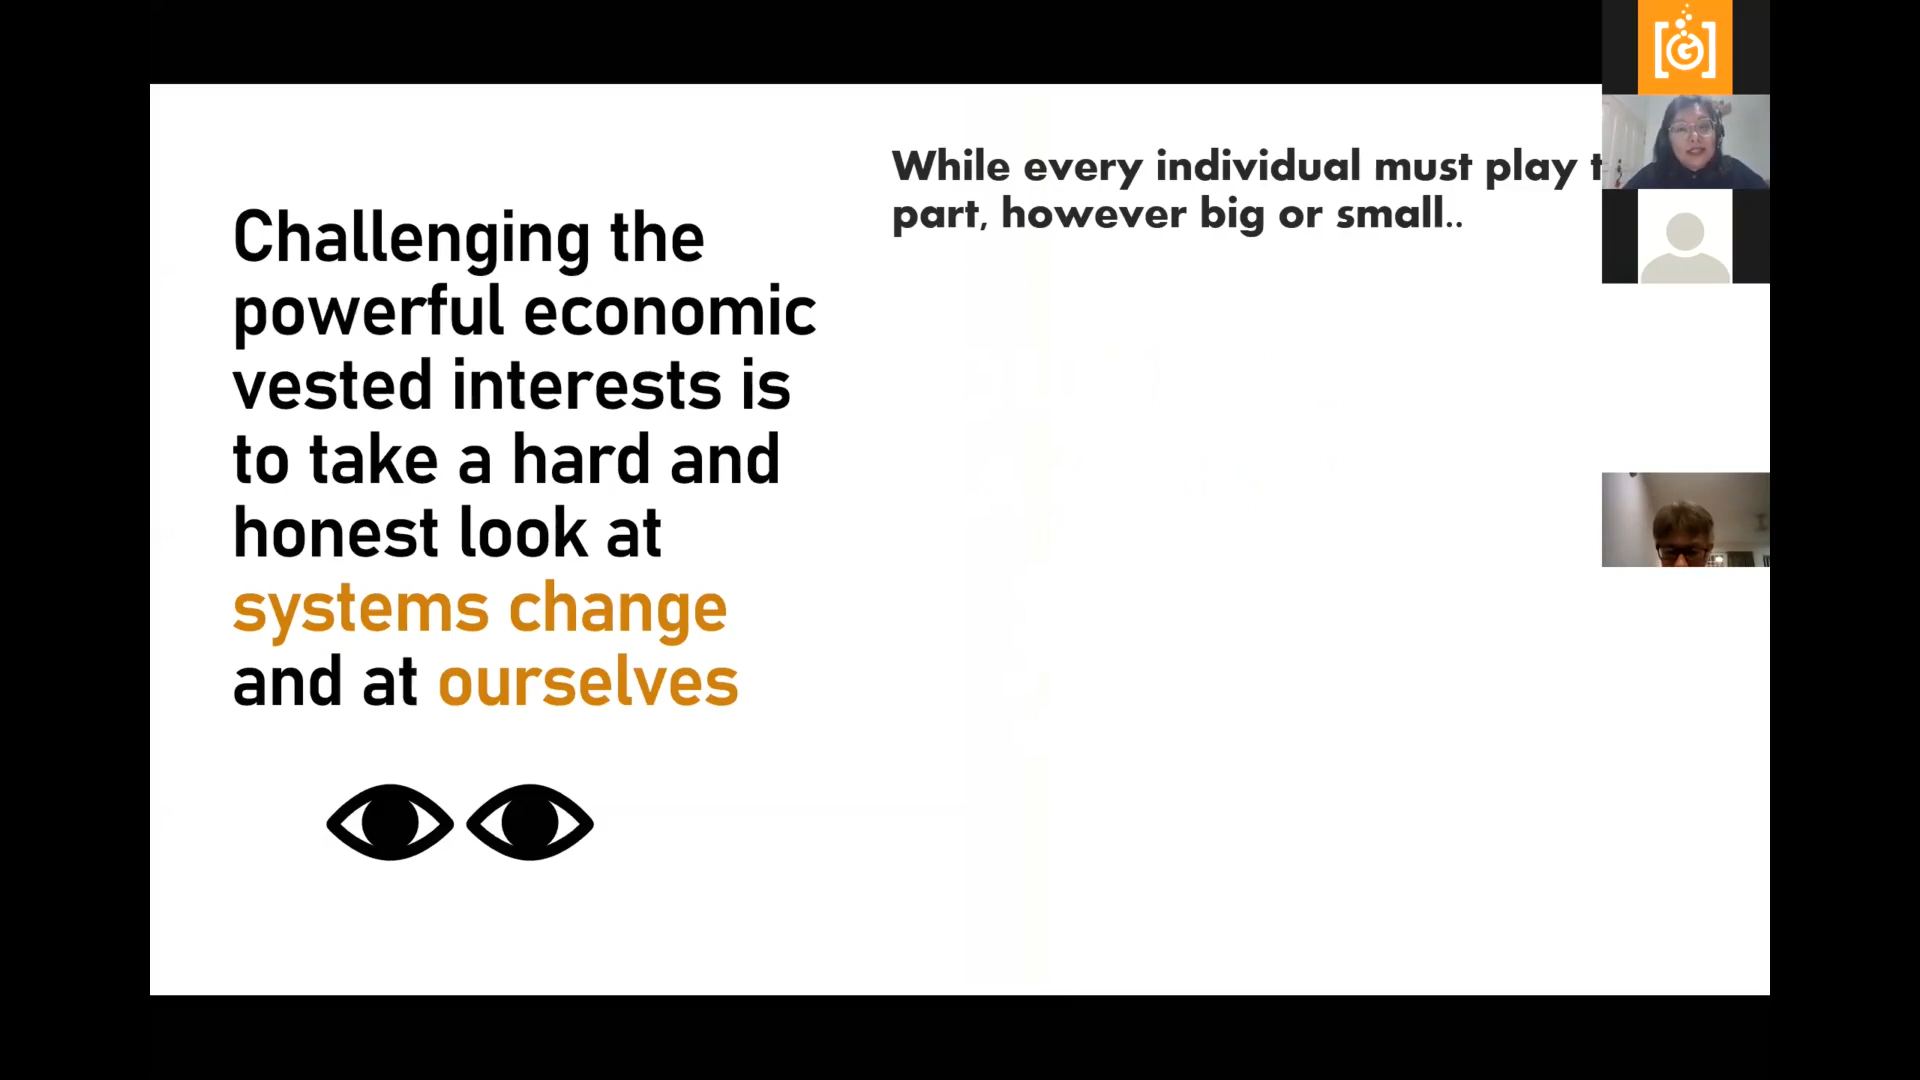 Challenging the
powerful economic
vested interests is
to take a hard and
honest look at
systems change
and at ourselves
While every individual must play
part, however big or small..
[G]